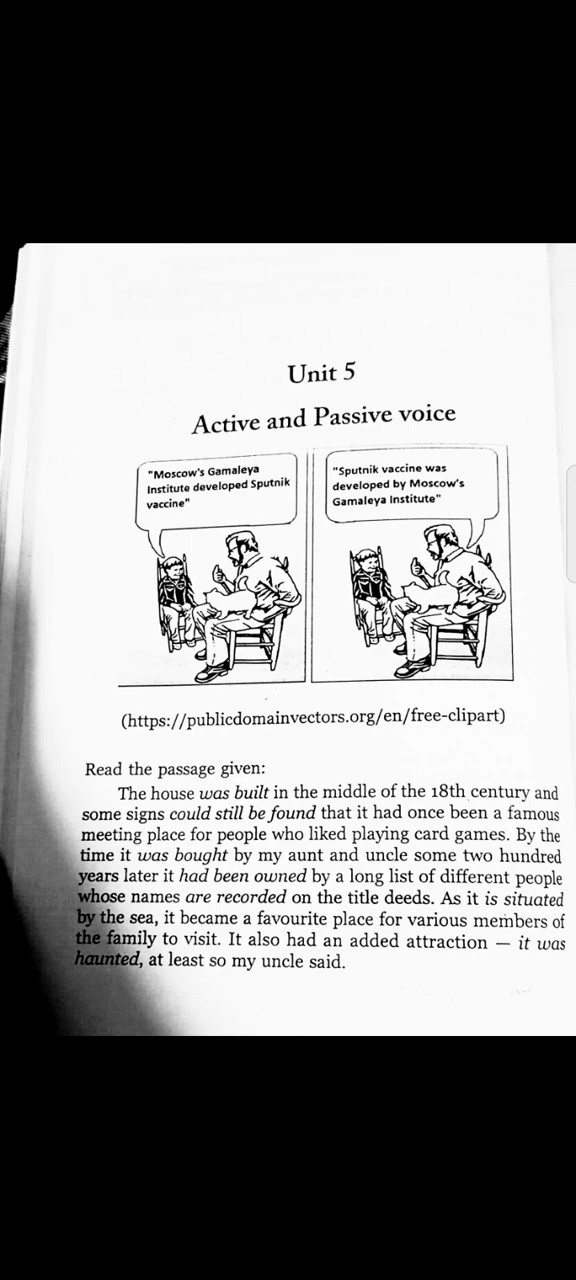 Unit 5
Active and Passive voice
"Moscow's Gamaleya
Institute developed Sputnik
vaccine"
"Sputnik vaccine was
developed by Moscow's
Gamaleya Institute"
(https://publicdomainvectors.org/en/free-clipart)
Read the passage given:
The house was built in the middle of the 18th century and
some signs could still be found that it had once been a famous
meeting place for people who liked playing card games. By the
time it was bought by my aunt and uncle some two hundred
years later it had been owned by a long list of different people
whose names are recorded on the title deeds. As it is situated
by the sea, it became a favourite place for various members of
the family to visit. It also had an added attraction — it was
haunted, at least so my uncle said.